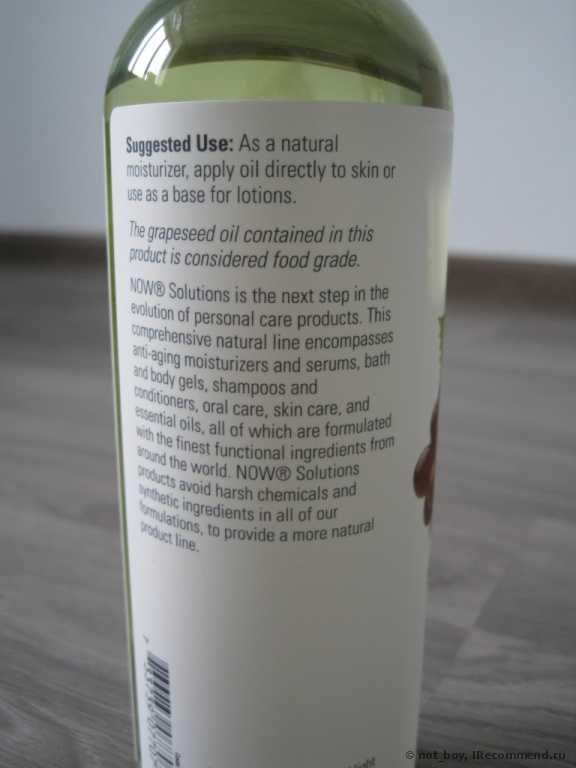 Suggested Use: As a natural
moisturizer, apply oil directly to skin or
use as a base for lotions.
The grapeseed oil contained in this
product is considered food grade.
NOW® Solutions is the next step in the
evolution of personal care products. This
comprehensive natural line encompasses
anti-aging moisturizers and serums, bath
and body gels, shampoos and
conditioners, oral care, skin care, and
essential oils, all of which are formulated
with the finest functional ingredients from
around the world. NOW® Solutions
products avoid harsh chemicals and
synthetic ingredients in all of our
formulations, to provide a more natural
product line.
© not_boy, IRecommend.ru